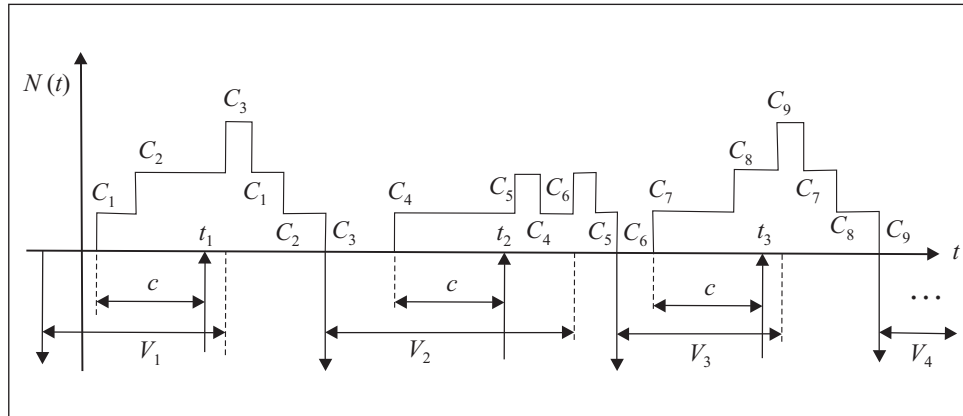 N(t)
C₃
C₉
C₂
C₈
C₁
C₁
C₄
C₅
C₆
C₇
C₇
t₁
C₂
C₃
t₂
C₄
C₅
C₆
t₃
C₈
C₉
t
c
c
c
...
V₁
V₂
V₃
V₄